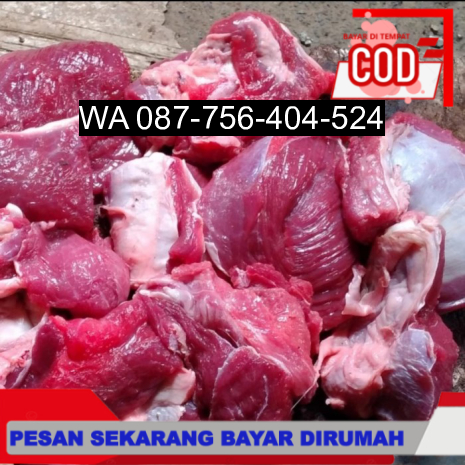 BAYAR DI TEMPAT
COD
WA 087-756-404-524
PESAN SEKARANG BAYAR DIRUMAH